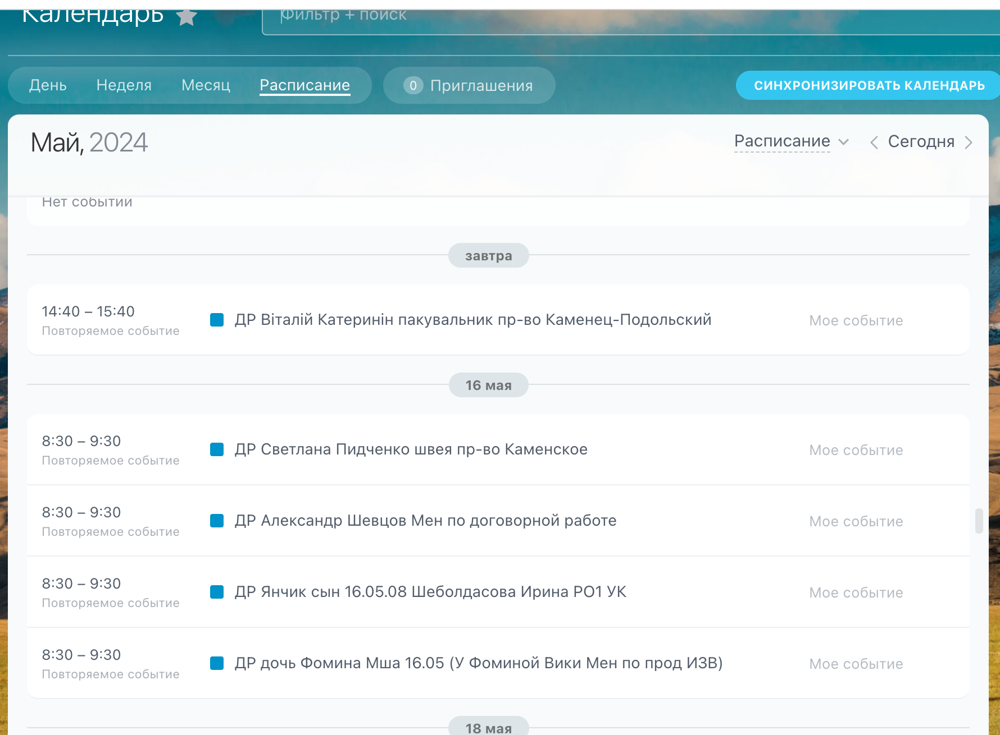 Календарь
Фильтр + поиск
День Неделя Месяц Расписание 0 Приглашения СИНХРОНИЗИРОВАТЬ КАЛЕНДАРЬ
Май, 2024 Расписание Сегодня
Нет событий
завтра
14:40 – 15:40
Повторяемое событие
ДР Віталій Катеринін пакувальник пр-во Каменец-Подольский
Мое событие
16 мая
8:30 – 9:30
Повторяемое событие
ДР Светлана Пидченко швея пр-во Каменское
Мое событие
8:30 – 9:30
Повторяемое событие
ДР Александр Шевцов Мен по договорной работе
Мое событие
8:30 – 9:30
Повторяемое событие
ДР Янчик сын 16.05.08 Шеболдасова Ирина РО1 УК
Мое событие
8:30 – 9:30
Повторяемое событие
ДР дочь Фомина Мша 16.05 (У Фоминой Вики Мен по прод ИЗВ)
Мое событие
18 мая